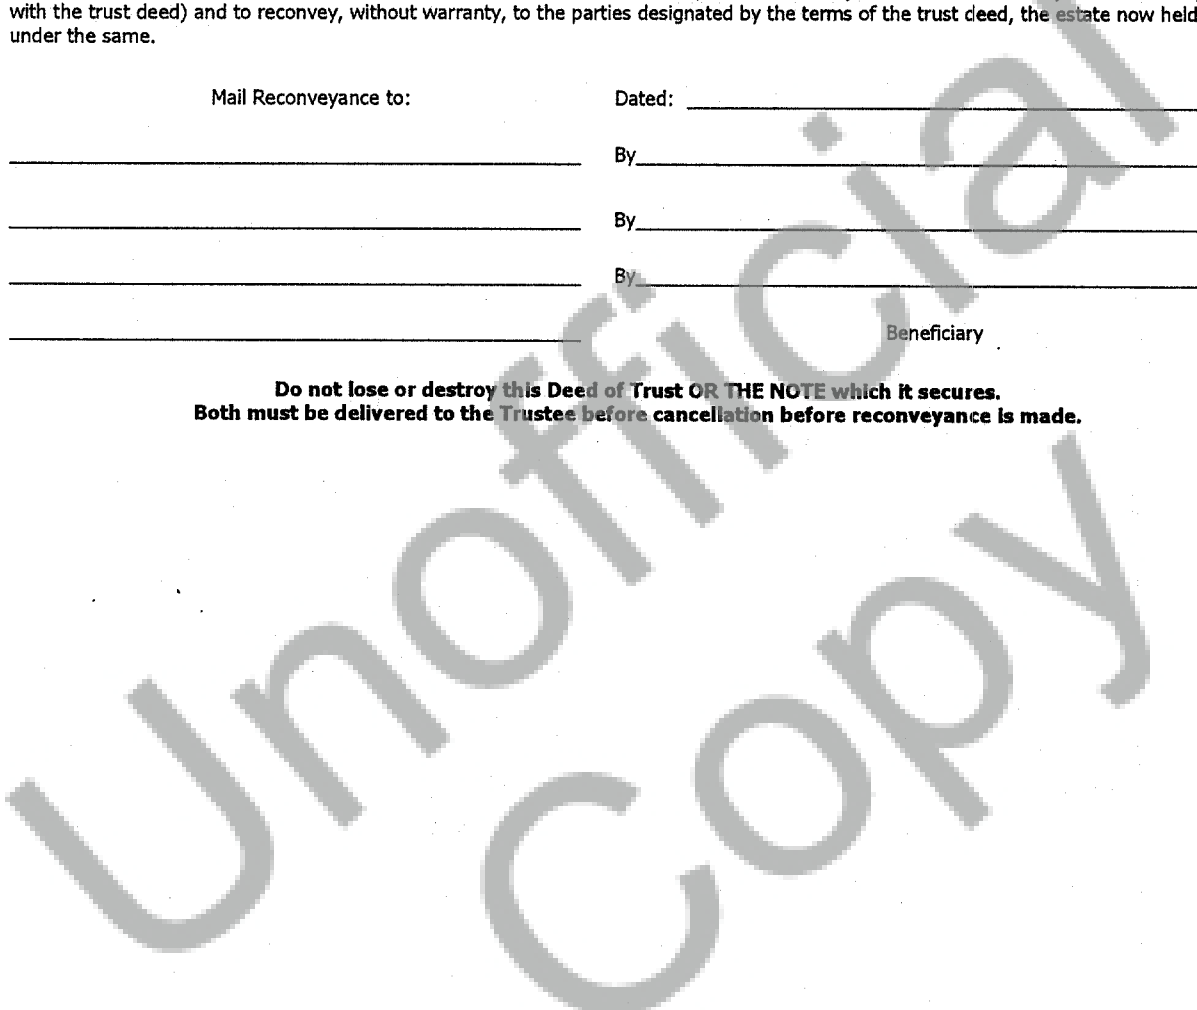 with the trust deed) and to reconvey, without warranty, to the parties designated by the terms of the trust deed, the estate now held
under the same.
Mail Reconveyance to:
Dated:
By
By
By
Beneficiary
Do not lose or destroy this Deed of Trust OR THE NOTE which it secures.
Both must be delivered to the Trustee before cancellation before reconveyance is made.
Unofficial
Copy